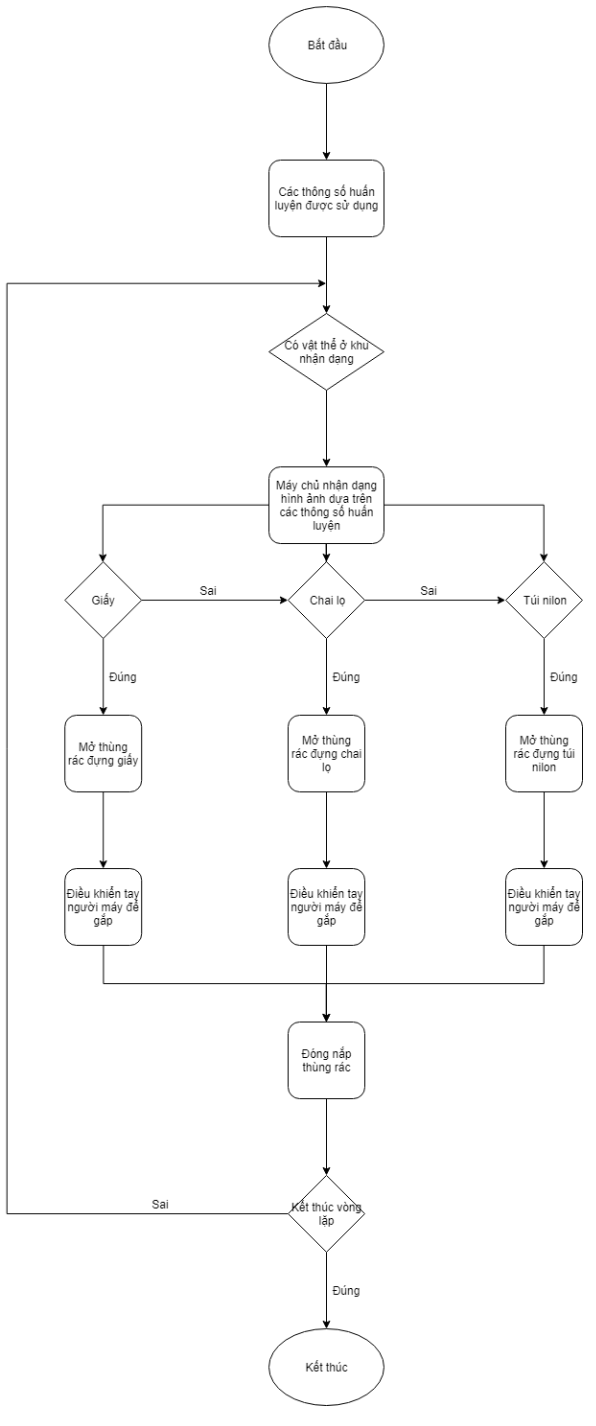 Bắt đầu
Các thông số huấn
luyện được sử dụng
Có vật thể ở khu
nhận dạng
Máy chủ nhận dạng
hình ảnh dựa trên
các thông số huấn
luyện
Giấy
Sai
Chai lọ
Sai
Túi nilon
Đúng
Đúng
Đúng
Mở thùng
rác đựng giấy
Mở thùng
rác đựng chai
lọ
Mở thùng
rác đựng túi
nilon
Điều khiển tay
người máy để
gắp
Điều khiển tay
người máy để
gắp
Điều khiển tay
người máy để
gắp
Đóng nắp
thùng rác
Sai
Kết thúc vòng
lặp
Đúng
Kết thúc